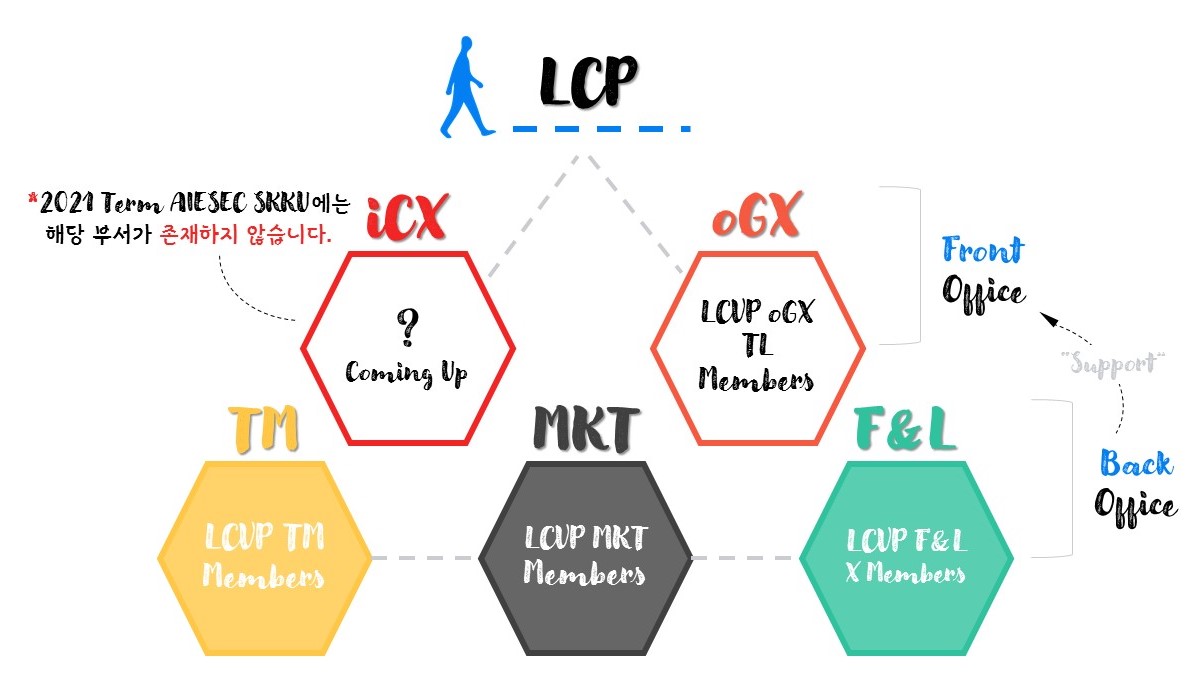 LCP
*2021 Term AIESEC SKKU에는
해당 부서가 존재하지 않습니다.
iCX
oGX
?
Coming Up
LCVP oGX
TL
Members
Front
Office
"Support"
Back
Office
TM
MKT
F&L
LCVP TM
Members
LCVP MKT
Members
LCVP F&L
X Members